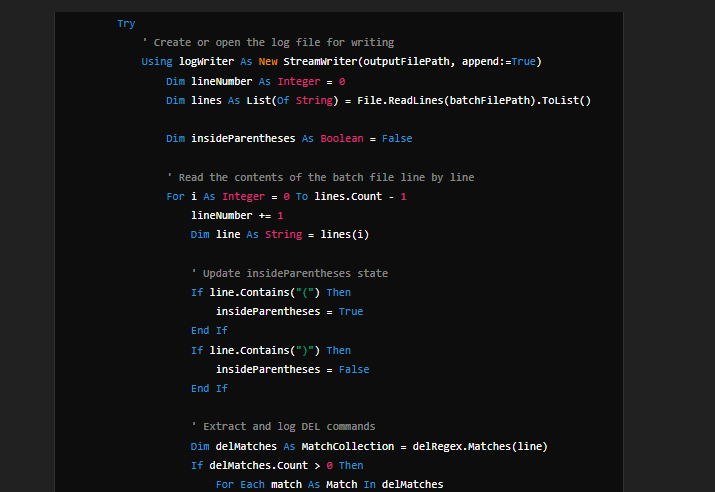 Try
' Create or open the log file for writing
Using logWriter As New StreamWriter(outputFilePath, append:=True)
Dim lineNumber As Integer = 0
Dim lines As List(Of String) = File.ReadLines(batchFilePath).ToList()
Dim insideParentheses As Boolean = False
' Read the contents of the batch file line by line
For i As Integer = 0 To lines.Count - 1
lineNumber += 1
Dim line As String = lines(i)
' Update insideParentheses state
If line.Contains("(") Then
insideParentheses = True
End If
If line.Contains(")") Then
insideParentheses = False
End If
' Extract and log DEL commands
Dim delMatches As MatchCollection = delRegex.Matches(line)
If delMatches.Count > 0 Then
For Each match As Match In delMatches